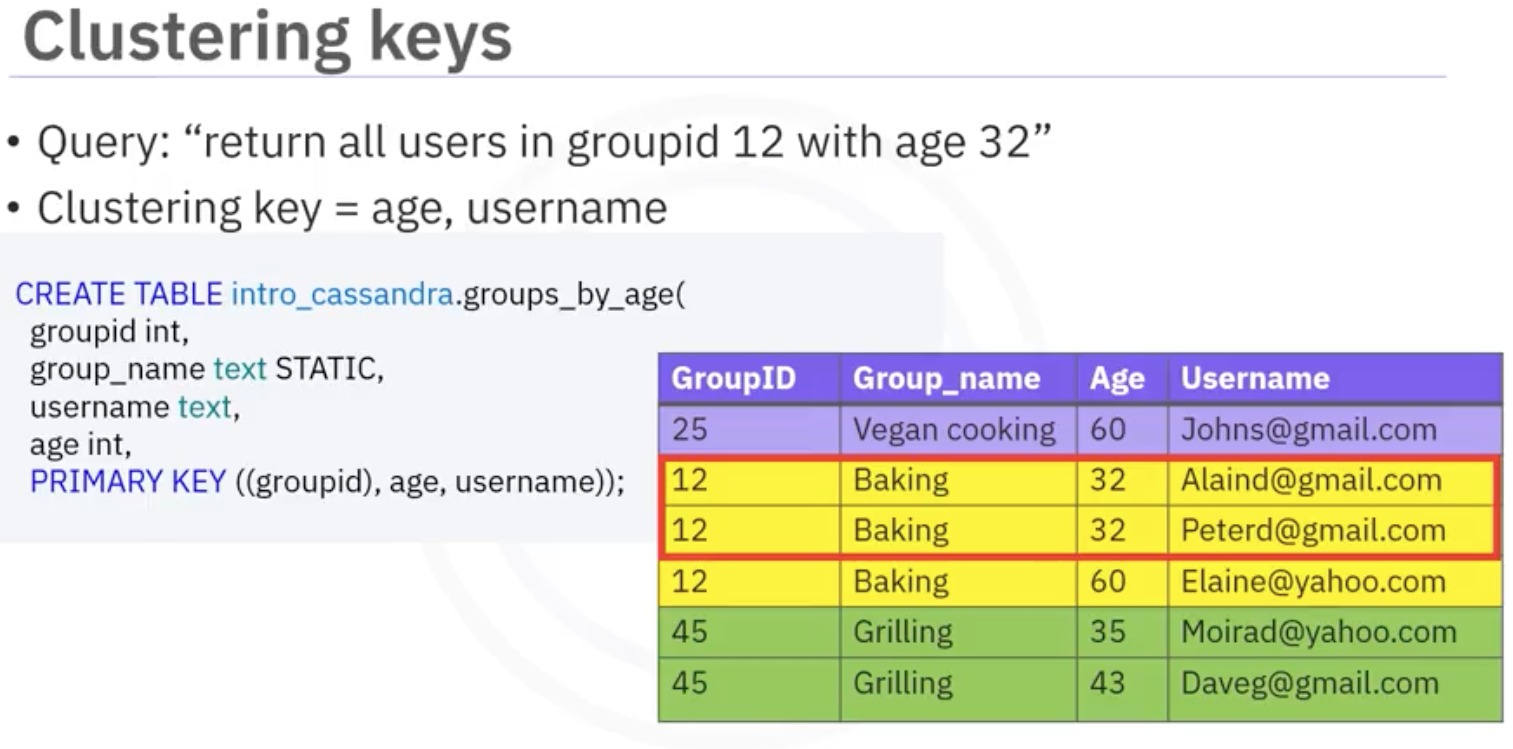 Clustering keys
• Query: “return all users in groupid 12 with age 32”
• Clustering key = age, username
CREATE TABLE intro_cassandra.groups_by_age(
groupid int,
group_name text STATIC,
username text,
age int,
PRIMARY KEY ((groupid), age, username));
GroupID Group_name Age Username
25 Vegan cooking 60 Johns@gmail.com
12 Baking 32 Alaind@gmail.com
12 Baking 32 Peterd@gmail.com
12 Baking 60 Elaine@yahoo.com
45 Grilling 35 Moirad@yahoo.com
45 Grilling 43 Daveg@gmail.com